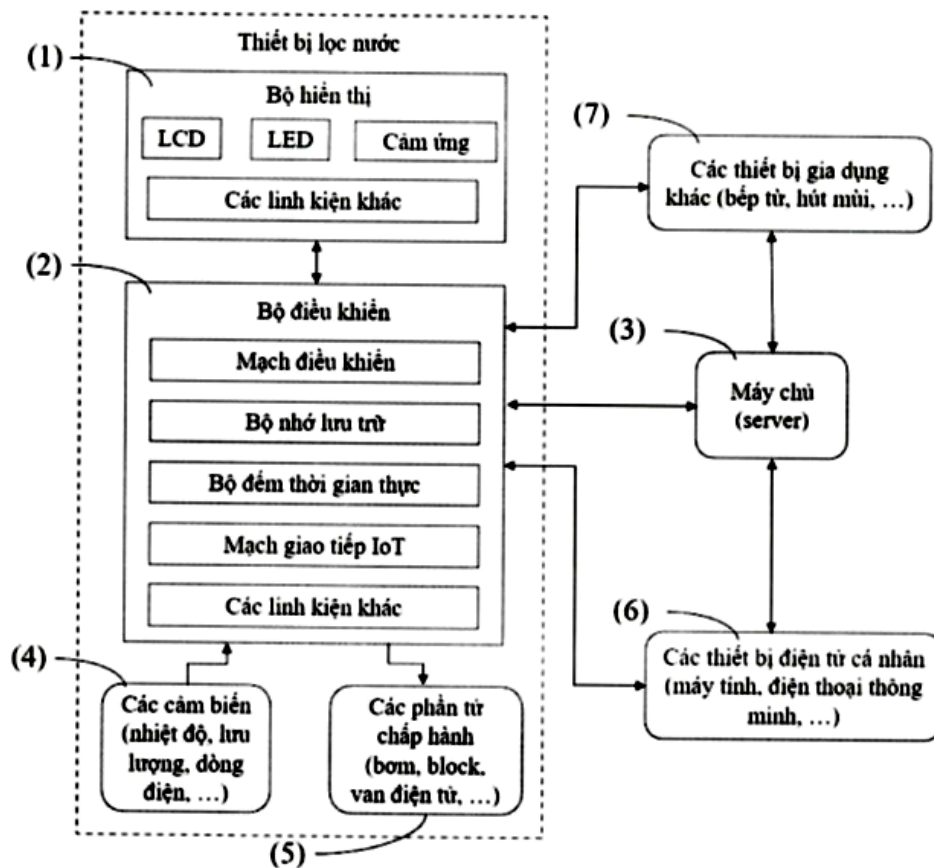 Thiết bị lọc nước
(1)
Bộ hiển thị
LCD
LED
Cảm ứng
Các linh kiện khác
(2)
Bộ điều khiển
Mạch điều khiển
Bộ nhớ lưu trữ
Bộ đếm thời gian thực
Mạch giao tiếp IoT
Các linh kiện khác
(4)
Các cảm biến
(nhiệt độ, lưu
lượng, dòng
điện, ...)
Các phần tử
chấp hành
(bơm, block,
van điện từ, ...)
(5)
(7)
Các thiết bị gia dụng
khác (bếp từ, hút mùi, ...)
(3)
Máy chủ
(server)
(6)
Các thiết bị điện tử cá nhân
(máy tính, điện thoại thông
minh, ...)